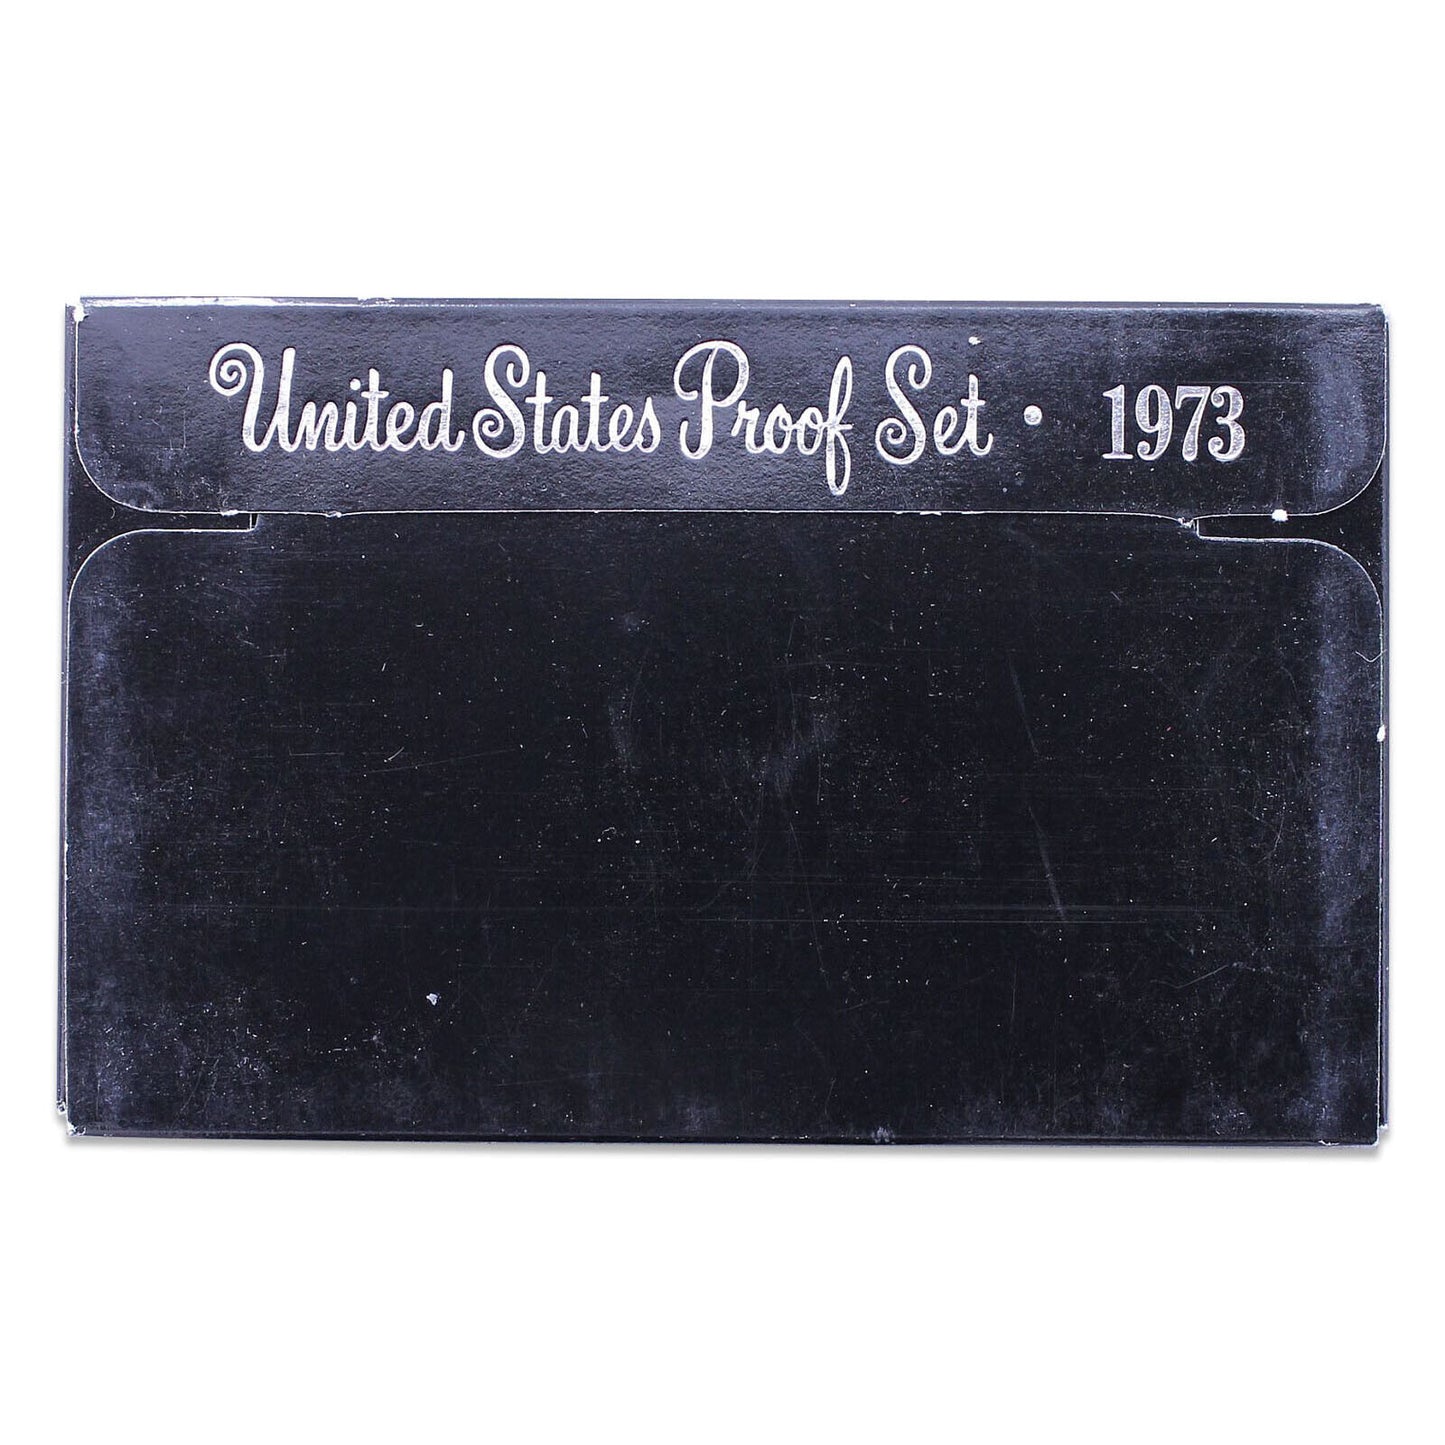 United States Proof Set • 1973